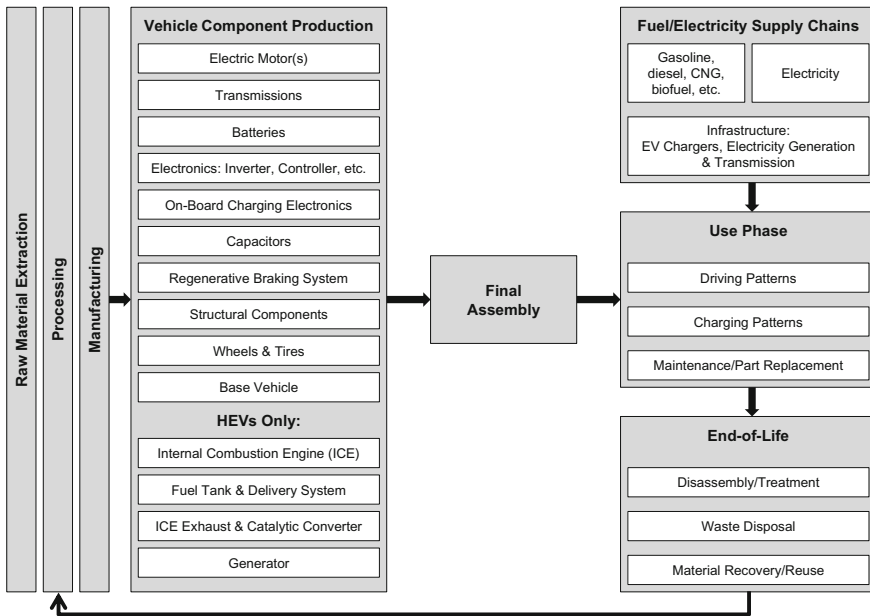 Raw Material Extraction
Processing
Manufacturing
Vehicle Component Production
Electric Motor(s)
Transmissions
Batteries
Electronics: Inverter, Controller, etc.
On-Board Charging Electronics
Capacitors
Regenerative Braking System
Structural Components
Wheels & Tires
Base Vehicle
HEVs Only:
Internal Combustion Engine (ICE)
Fuel Tank & Delivery System
ICE Exhaust & Catalytic Converter
Generator
Final
Assembly
Fuel/Electricity Supply Chains
Gasoline,
diesel, CNG,
biofuel, etc.
Electricity
Infrastructure:
EV Chargers, Electricity Generation
& Transmission
Use Phase
Driving Patterns
Charging Patterns
Maintenance/Part Replacement
End-of-Life
Disassembly/Treatment
Waste Disposal
Material Recovery/Reuse